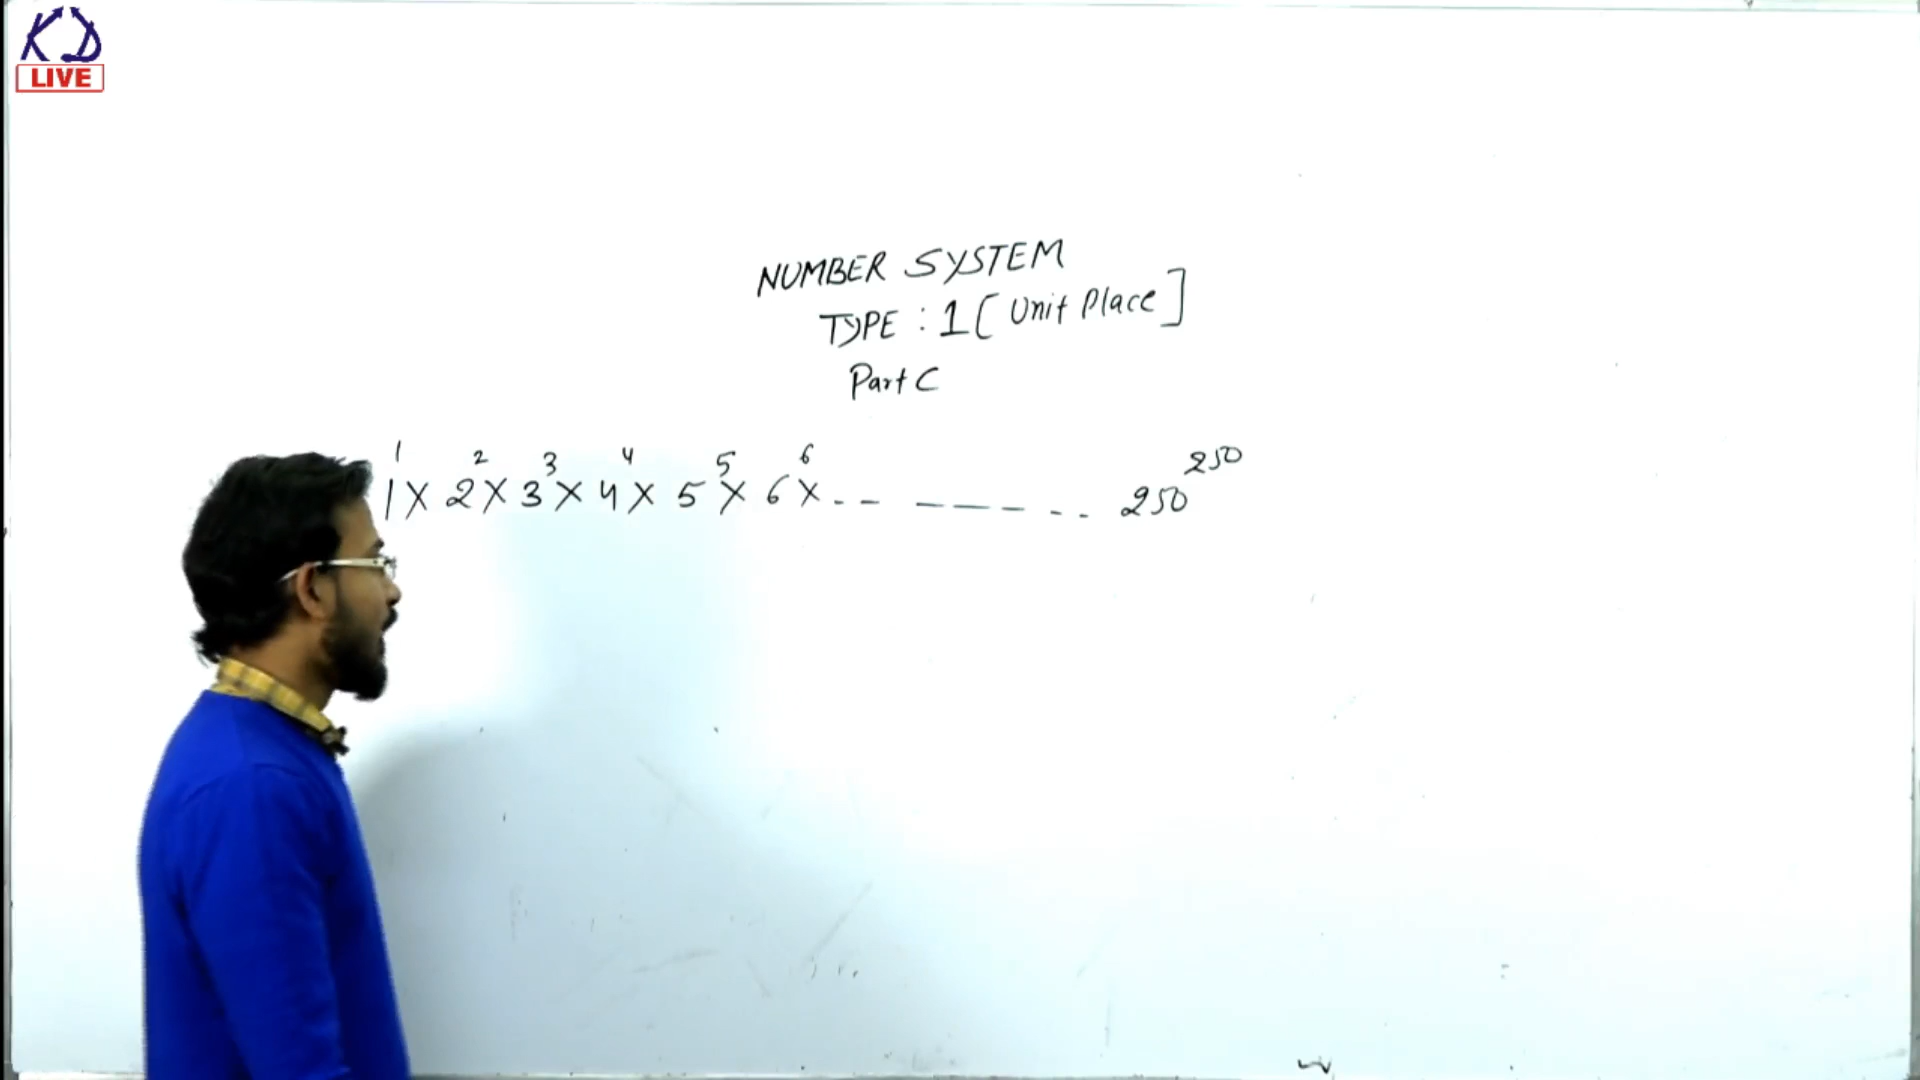 KD
LIVE
NUMBER SYSTEM
TYPE : 1 [ Unit Place ]
Part C
1¹ X 2² X 3³ X 4⁴ X 5⁵ X 6⁶ X -- ----- .. 250²⁵⁰